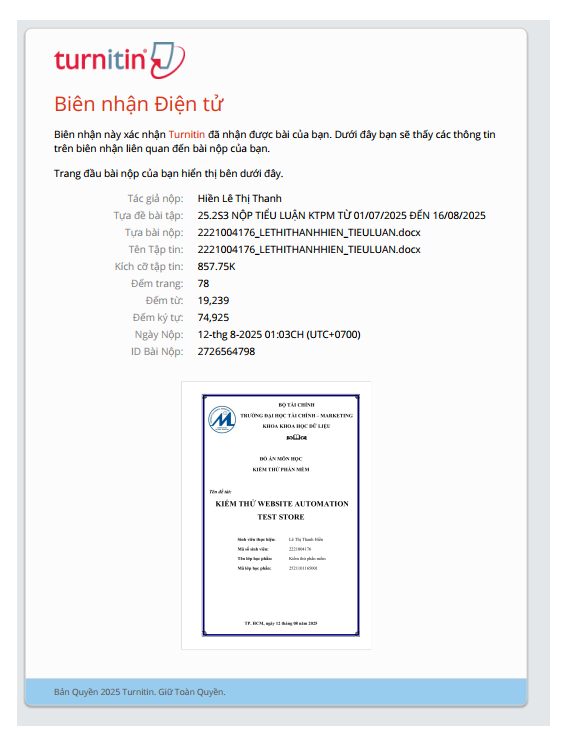 turnitin
Biên nhận Điện tử
Biên nhận này xác nhận Turnitin đã nhận được bài của bạn. Dưới đây bạn sẽ thấy các thông tin
trên biên nhận liên quan đến bài nộp của bạn.
Trang đầu bài nộp của bạn hiển thị bên dưới đây.
Tác giả nộp: Hiền Lê Thị Thanh
Tựa đề bài tập: 25.2S3 NỘP TIỂU LUẬN KTPM TỪ 01/07/2025 ĐẾN 16/08/2025
Tựa bài nộp: 2221004176_LETHITHANHHIEN_TIEULUAN.docx
Tên Tập tin: 2221004176_LETHITHANHHIEN_TIEULUAN.docx
Kích cỡ tập tin: 857.75K
Đếm trang: 78
Đếm từ: 19,239
Đếm ký tự: 74,925
Ngày Nộp: 12-thg 8-2025 01:03CH (UTC+0700)
ID Bài Nộp: 2726564798
BỘ TÀI CHÍNH
TRƯỜNG ĐẠI HỌC TÀI CHÍNH – MARKETING
KHOA KHOA HỌC DỮ LIỆU
ĐỒ ÁN MÔN HỌC
KIỂM THỬ PHẦN MỀM
Tên đề tài:
KIỂM THỬ WEBSITE AUTOMATION
TEST STORE
Sinh viên thực hiện: Lê Thị Thanh Hiền
Mã số sinh viên: 2221004176
Tên lớp học phần: Kiểm thử phần mềm
Mã lớp học phần:
TP. HCM, ngày 12 tháng 08 năm 2025
Bản Quyền 2025 Turnitin. Giữ Toàn Quyền.